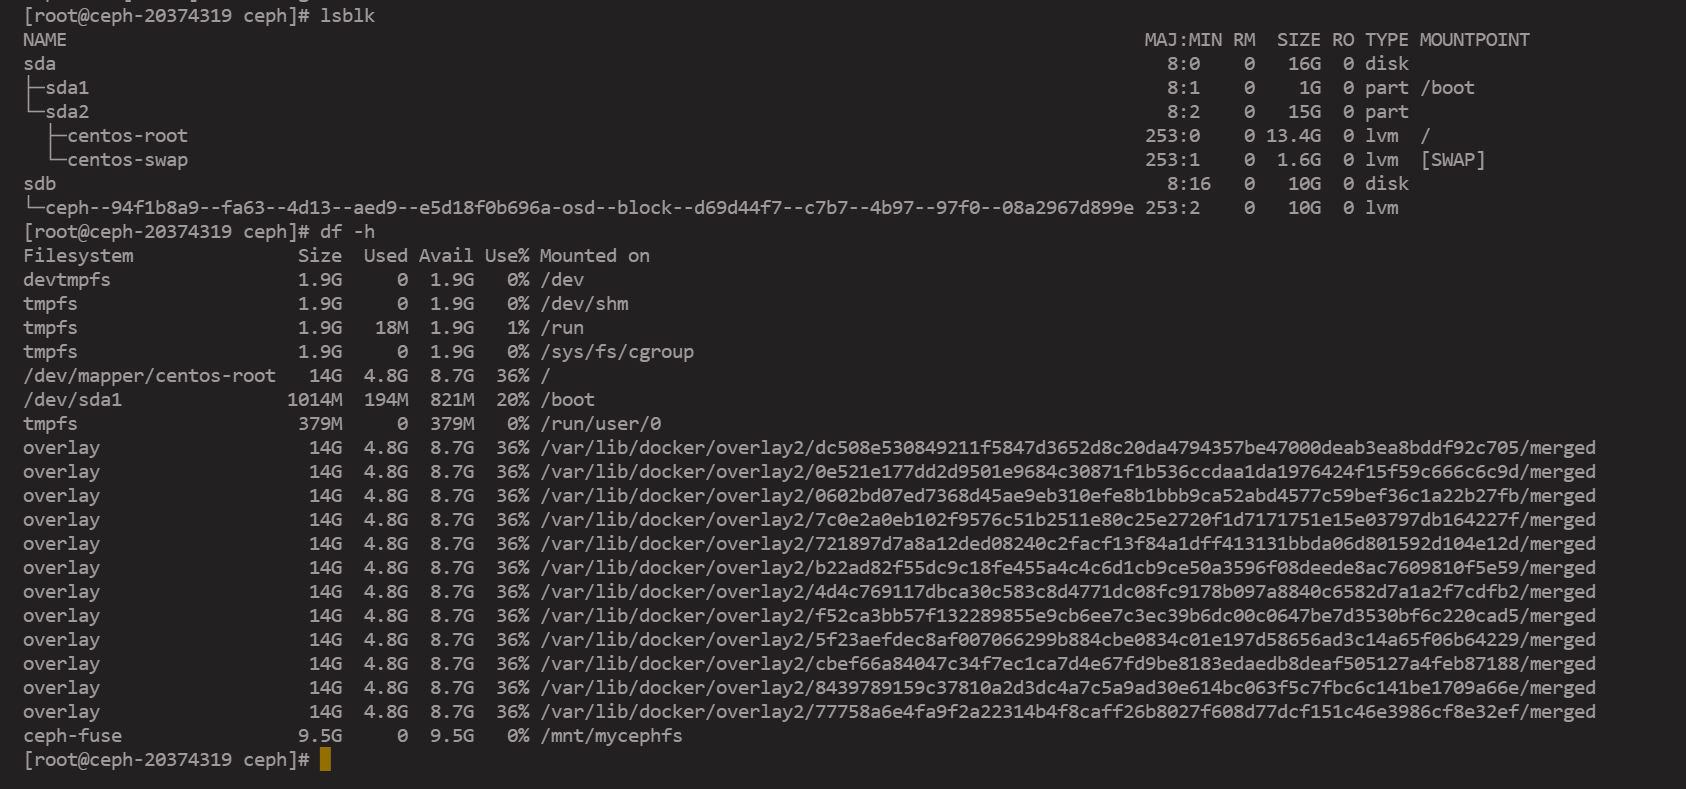 [root@ceph-20374319 ceph]# lsblk
NAME MAJ:MIN RM SIZE RO TYPE MOUNTPOINT
sda 8:0 0 16G 0 disk
├─sda1 8:1 0 1G 0 part /boot
└─sda2 8:2 0 15G 0 part
├─centos-root 253:0 0 13.4G 0 lvm /
└─centos-swap 253:1 0 1.6G 0 lvm [SWAP]
sdb 8:16 0 10G 0 disk
└─ceph--94f1b8a9--fa63--4d13--aed9--e5d18f0b696a-osd--block--d69d44f7--c7b7--4b97--97f0--08a2967d899e 253:2 0 10G 0 lvm
[root@ceph-20374319 ceph]# df -h
Filesystem Size Used Avail Use% Mounted on
devtmpfs 1.9G 0 1.9G 0% /dev
tmpfs 1.9G 0 1.9G 0% /dev/shm
tmpfs 1.9G 18M 1.9G 1% /run
tmpfs 1.9G 0 1.9G 0% /sys/fs/cgroup
/dev/mapper/centos-root 14G 4.8G 8.7G 36% /
/dev/sda1 1014M 194M 821M 20% /boot
tmpfs 379M 0 379M 0% /run/user/0
overlay 14G 4.8G 8.7G 36% /var/lib/docker/overlay2/dc508e530849211f5847d3652d8c20da4794357be47000deab3ea8bddf92c705/merged
overlay 14G 4.8G 8.7G 36% /var/lib/docker/overlay2/0e521e177dd2d9501e9684c30871f1b536ccdaa1da1976424f15f59c666c6c9d/merged
overlay 14G 4.8G 8.7G 36% /var/lib/docker/overlay2/0602bd07ed7368d45ae9eb310efe8b1bbb9ca52abd4577c59bef36c1a22b27fb/merged
overlay 14G 4.8G 8.7G 36% /var/lib/docker/overlay2/7c0e2a0eb102f9576c51b2511e80c25e2720f1d7171751e15e03797db164227f/merged
overlay 14G 4.8G 8.7G 36% /var/lib/docker/overlay2/721897d7a8a12ded08240c2facf13f84a1dff413131bbda06d801592d104e12d/merged
overlay 14G 4.8G 8.7G 36% /var/lib/docker/overlay2/b22ad82f55dc9c18fe455a4c4c6d1cb9ce50a3596f08deede8ac7609810f5e59/merged
overlay 14G 4.8G 8.7G 36% /var/lib/docker/overlay2/4d4c769117dbca30c583c8d4771dc08fc9178b097a8840c6582d7a1a2f7cdfb2/merged
overlay 14G 4.8G 8.7G 36% /var/lib/docker/overlay2/f52ca3bb57f132289855e9cb6ee7c3ec39b6dc00c0647be7d3530bf6c220cad5/merged
overlay 14G 4.8G 8.7G 36% /var/lib/docker/overlay2/5f23aefdec8af007066299b884cbe0834c01e197d58656ad3c14a65f06b64229/merged
overlay 14G 4.8G 8.7G 36% /var/lib/docker/overlay2/cbef66a84047c34f7ec1ca7d4e67fd9be8183edaedb8deaf505127a4feb87188/merged
overlay 14G 4.8G 8.7G 36% /var/lib/docker/overlay2/8439789159c37810a2d3dc4a7c5a9ad30e614bc063f5c7fbc6c141be1709a66e/merged
overlay 14G 4.8G 8.7G 36% /var/lib/docker/overlay2/77758a6e4fa9f2a22314b4f8caff26b8027f608d77dcf151c46e3986cf8e32ef/merged
ceph-fuse 9.5G 0 9.5G 0% /mnt/mycephfs
[root@ceph-20374319 ceph]#